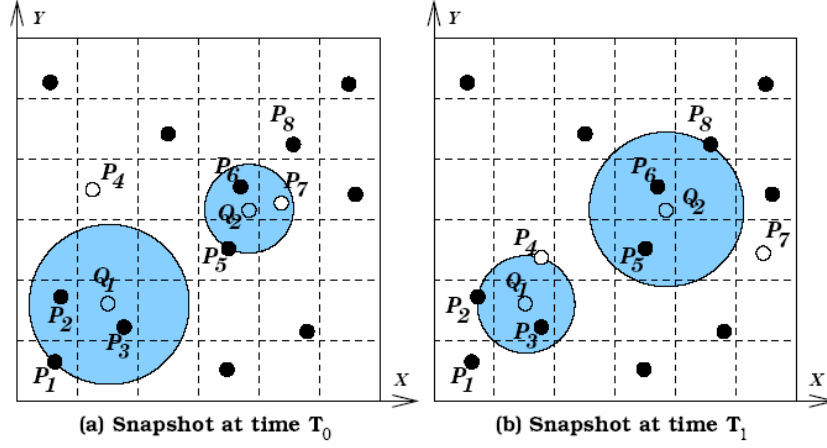 Y
P8
P4
P6
P7
Q2
P5
Q1
P2
P3
P1
X
(a) Snapshot at time T0
Y
P8
P6
Q2
P7
P4
P5
Q1
P2
P3
P1
X
(b) Snapshot at time T1